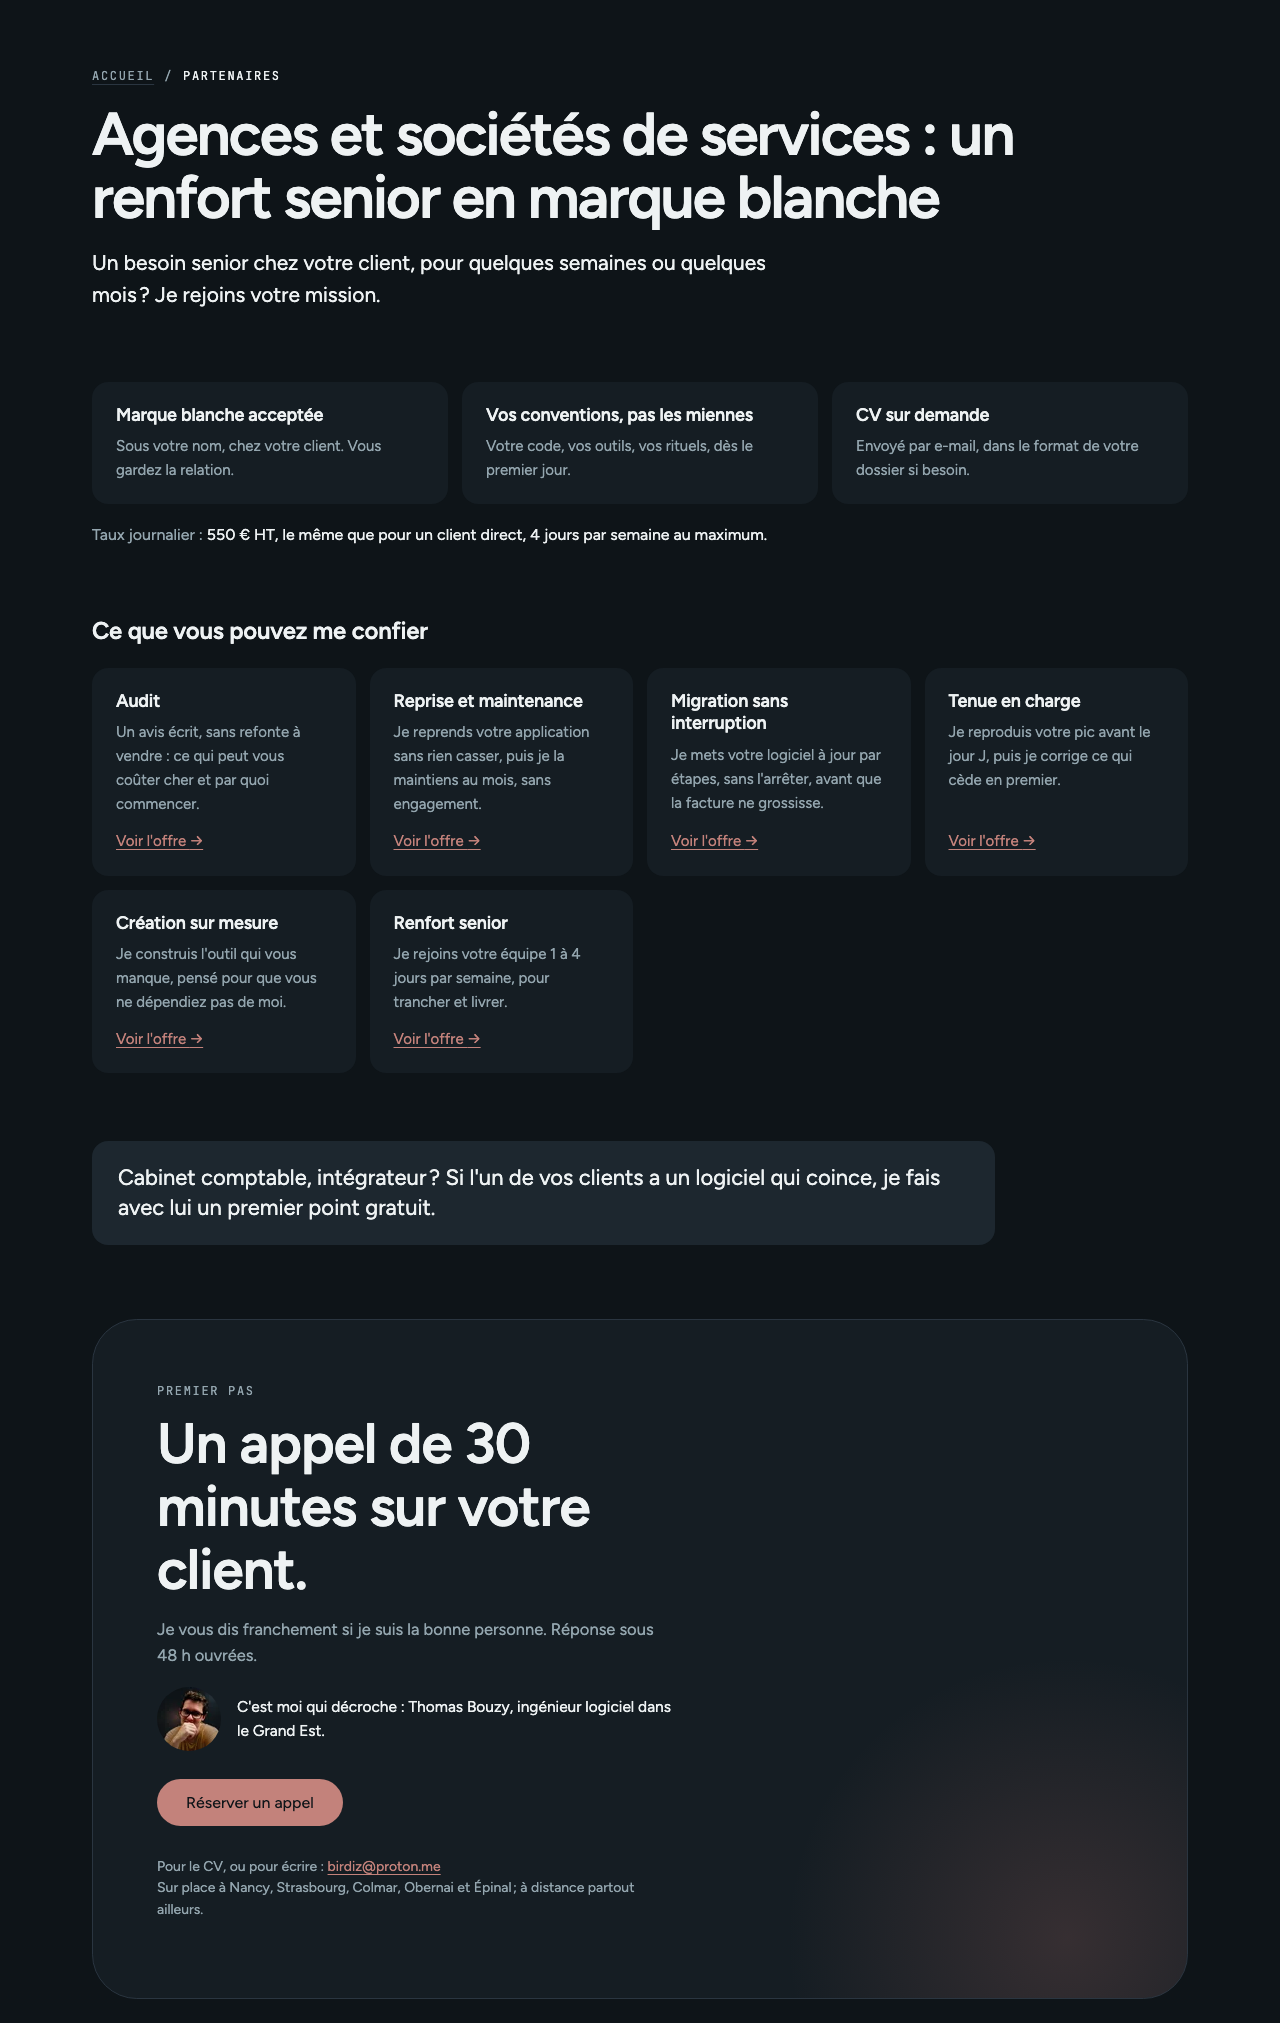 ACCUEIL / PARTENAIRES
Agences et sociétés de services : un
renfort senior en marque blanche
Un besoin senior chez votre client, pour quelques semaines ou quelques
mois ? Je rejoins votre mission.
Marque blanche acceptée
Sous votre nom, chez votre client. Vous
gardez la relation.
Vos conventions, pas les miennes
Votre code, vos outils, vos rituels, dès le
premier jour.
CV sur demande
Envoyé par e-mail, dans le format de votre
dossier si besoin.
Taux journalier : 550 € HT, le même que pour un client direct, 4 jours par semaine au maximum.
Ce que vous pouvez me confier
Audit
Un avis écrit, sans refonte à
vendre : ce qui peut vous
coûter cher et par quoi
commencer.
Voir l'offre →
Reprise et maintenance
Je reprends votre application
sans rien casser, puis je la
maintiens au mois, sans
engagement.
Voir l'offre →
Migration sans
interruption
Je mets votre logiciel à jour par
étapes, sans l'arrêter, avant que
la facture ne grossisse.
Voir l'offre →
Tenue en charge
Je reproduis votre pic avant le
jour J, puis je corrige ce qui
cède en premier.
Voir l'offre →
Création sur mesure
Je construis l'outil qui vous
manque, pensé pour que vous
ne dépendiez pas de moi.
Voir l'offre →
Renfort senior
Je rejoins votre équipe 1 à 4
jours par semaine, pour
trancher et livrer.
Voir l'offre →
Cabinet comptable, intégrateur ? Si l'un de vos clients a un logiciel qui coince, je fais
avec lui un premier point gratuit.
PREMIER PAS
Un appel de 30
minutes sur votre
client.
Je vous dis franchement si je suis la bonne personne. Réponse sous
48 h ouvrées.
C'est moi qui décroche : Thomas Bouzy, ingénieur logiciel dans
le Grand Est.
Réserver un appel
Pour le CV, ou pour écrire : birdiz@proton.me
Sur place à Nancy, Strasbourg, Colmar, Obernai et Épinal ; à distance partout
ailleurs.